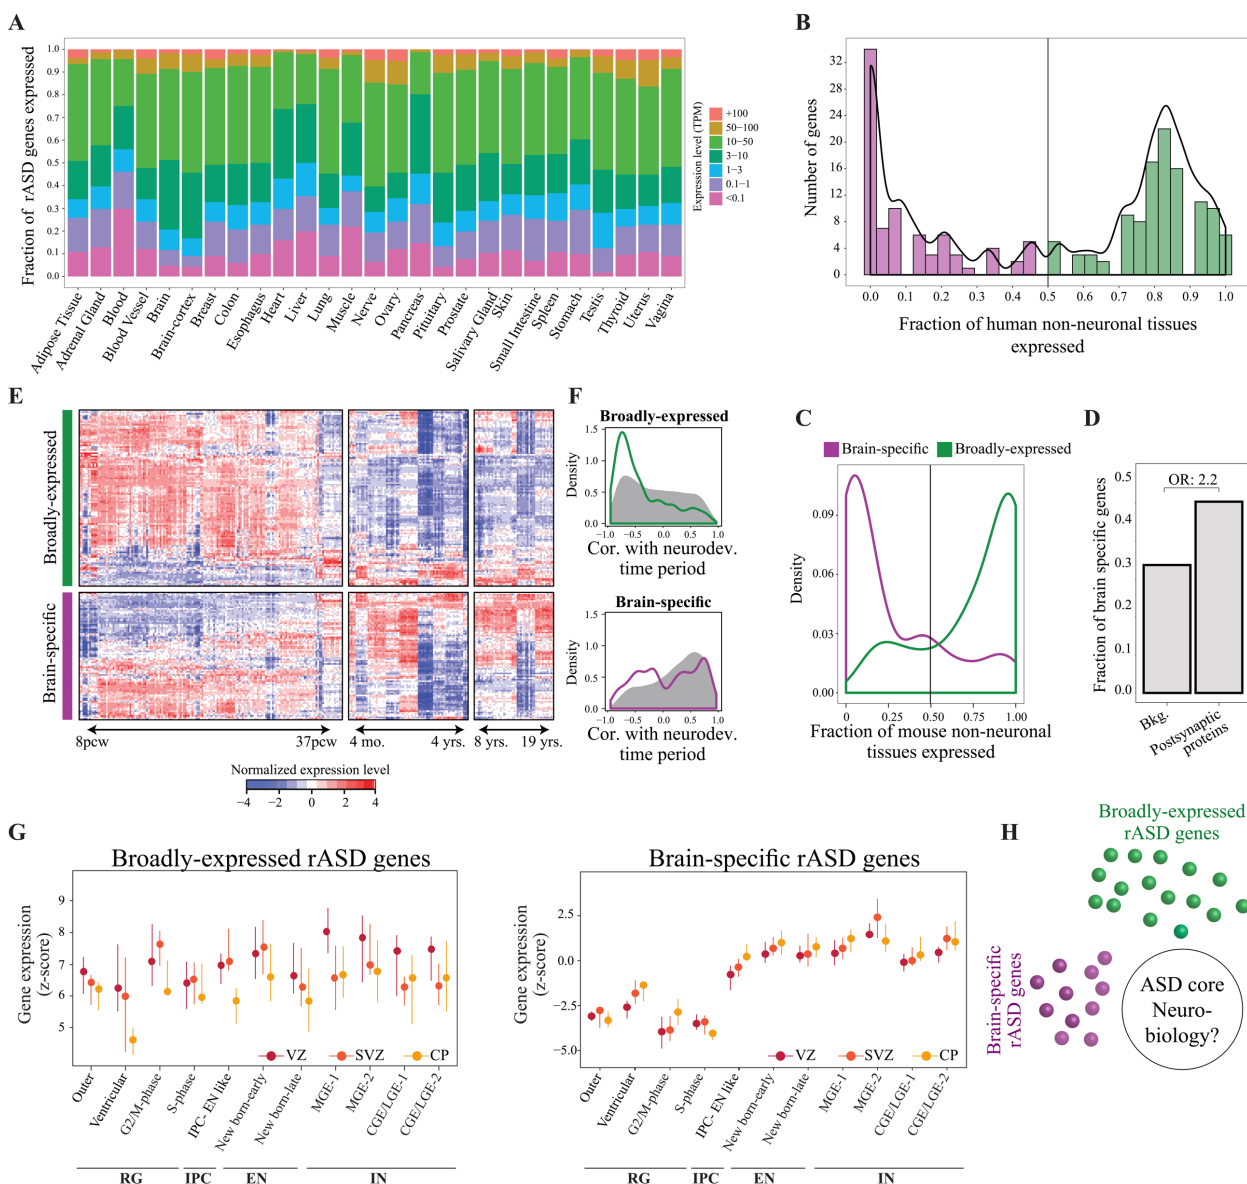 A
Fraction of rASD genes expressed
1.0
0.9
0.8
0.7
0.6
0.5
0.4
0.3
0.2
0.1
0.0
Adipose Tissue
Adrenal Gland
Blood
Blood Vessel
Brain
Brain-cortex
Breast
Colon
Esophagus
Heart
Liver
Lung
Muscle
Nerve
Ovary
Pancreas
Pituitary
Prostate
Salivary Gland
Skin
Small Intestine
Spleen
Stomach
Testis
Thyroid
Uterus
Vagina
Expression level (TPM)
+100
50−100
10−50
3−10
1−3
0.1−1
<0.1
B
Number of genes
32
28
24
20
16
12
8
4
0
0.0 0.1 0.2 0.3 0.4 0.5 0.6 0.7 0.8 0.9 1.0
Fraction of human non-neuronal tissues
expressed
E
Broadly-expressed
Brain-specific
8pcw 37pcw
4 mo. 4 yrs.
8 yrs. 19 yrs.
Normalized expression level
−4 −2 0 2 4
F
Broadly-expressed
Density
1.5
1.0
0.5
0.0
−1.0 −0.5 0.0 0.5 1.0
Cor. with neurodev.
time period
Brain-specific
Density
1.5
1.0
0.5
0.0
−1.0 −0.5 0.0 0.5 1.0
Cor. with neurodev.
time period
C
Brain-specific Broadly-expressed
Density
0.09
0.06
0.03
0.00
0 0.25 0.50 0.75 1.00
Fraction of mouse non-neuronal
tissues expressed
D
Fraction of brain specific genes
0.5
0.4
0.3
0.2
0.1
0.0
OR: 2.2
Bkg.
Postsynaptic
proteins
G
Broadly-expressed rASD genes
Gene expression
(z-score)
9
8
7
6
5
VZ SVZ CP
Outer
Ventricular
G2/M-phase
S-phase
IPC- EN like
New born-early
New born-late
MGE-1
MGE-2
CGE/LGE-1
CGE/LGE-2
RG IPC EN IN
Brain-specific rASD genes
Gene expression
(z-score)
2.5
0.0
−2.5
−5.0
VZ SVZ CP
Outer
Ventricular
G2/M-phase
S-phase
IPC- EN like
New born-early
New born-late
MGE-1
MGE-2
CGE/LGE-1
CGE/LGE-2
RG IPC EN IN
H
Broadly-expressed
rASD genes
Brain-specific
rASD genes
ASD core
Neuro-
biology?